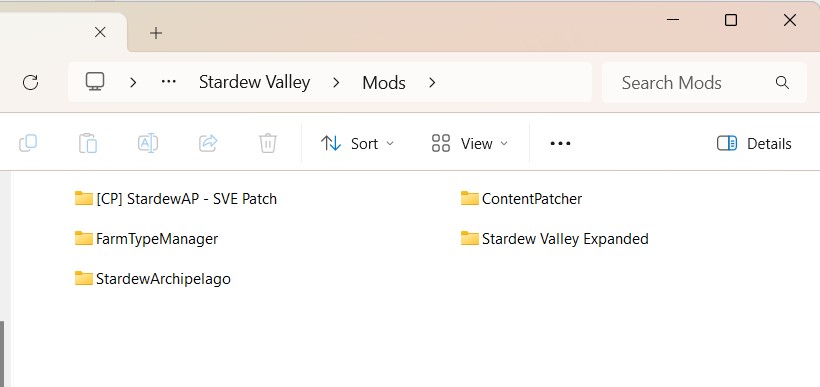 Stardew Valley Mods Search Mods
Sort View Details
[CP] StardewAP - SVE Patch ContentPatcher
FarmTypeManager Stardew Valley Expanded
StardewArchipelago